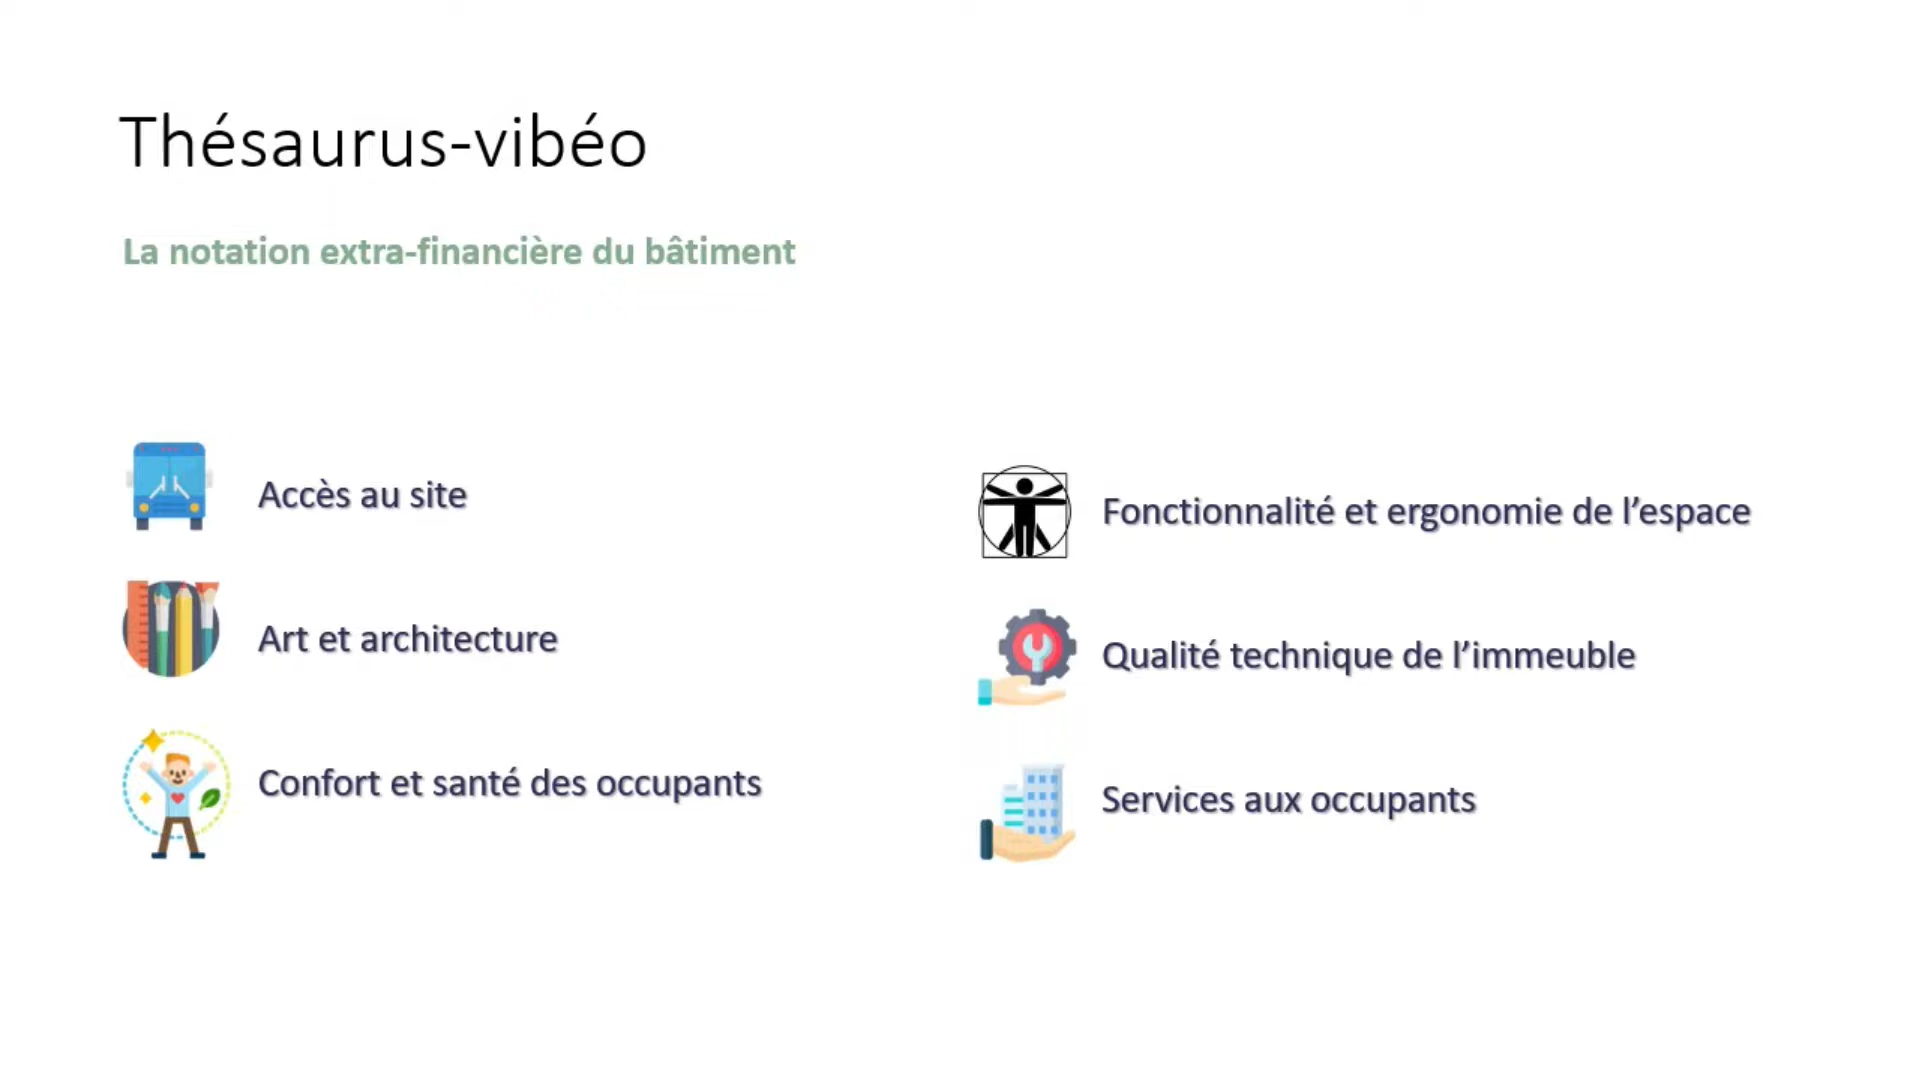 Thésaurus-vibéo
La notation extra-financière du bâtiment
Accès au site
Art et architecture
Confort et santé des occupants
Fonctionnalité et ergonomie de l’espace
Qualité technique de l’immeuble
Services aux occupants